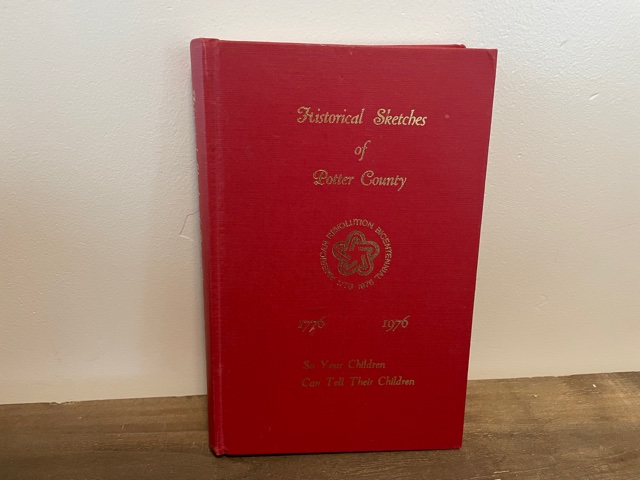 Historical Sketches
of
Potter County
AMERICAN REVOLUTION BICENTENNIAL
1776-1976
1776 1976
So Your Children
Can Tell Their Children